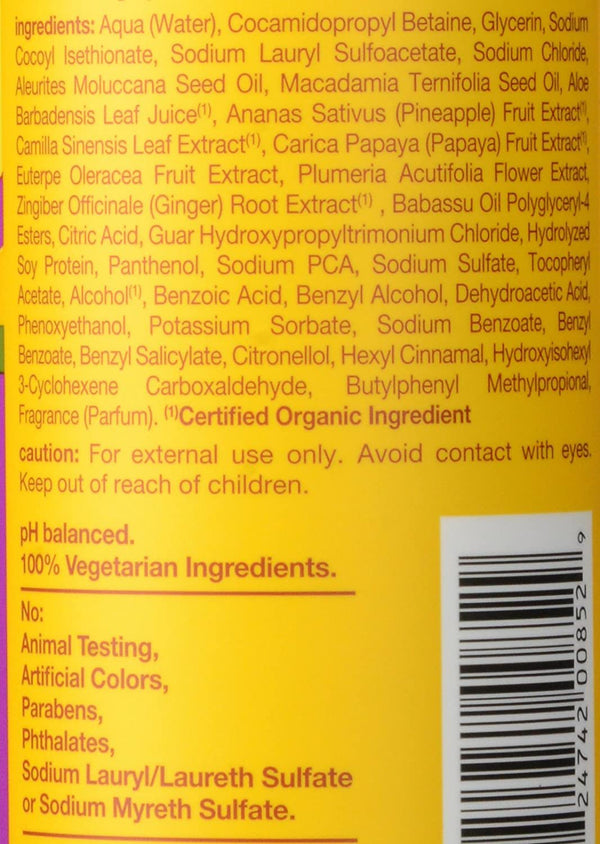 ingredients: Aqua (Water), Cocamidopropyl Betaine, Glycerin, Sodium
Cocoyl Isethionate, Sodium Lauryl Sulfoacetate, Sodium Chloride,
Aleurites Moluccana Seed Oil, Macadamia Ternifolia Seed Oil, Aloe
Barbadensis Leaf Juice⁽¹⁾, Ananas Sativus (Pineapple) Fruit Extract⁽¹⁾,
Camilla Sinensis Leaf Extract⁽¹⁾, Carica Papaya (Papaya) Fruit Extract⁽¹⁾,
Euterpe Oleracea Fruit Extract, Plumeria Acutifolia Flower Extract,
Zingiber Officinale (Ginger) Root Extract⁽¹⁾ , Babassu Oil Polyglyceryl-4
Esters, Citric Acid, Guar Hydroxypropyltrimonium Chloride, Hydrolyzed
Soy Protein, Panthenol, Sodium PCA, Sodium Sulfate, Tocopheryl
Acetate, Alcohol⁽¹⁾, Benzoic Acid, Benzyl Alcohol, Dehydroacetic Acid,
Phenoxyethanol, Potassium Sorbate, Sodium Benzoate, Benzyl
Benzoate, Benzyl Salicylate, Citronellol, Hexyl Cinnamal, Hydroxyisohexyl
3-Cyclohexene Carboxaldehyde, Butylphenyl Methylpropional,
Fragrance (Parfum). ⁽¹⁾Certified Organic Ingredient
caution: For external use only. Avoid contact with eyes.
Keep out of reach of children.
pH balanced.
100% Vegetarian Ingredients.
No:
Animal Testing,
Artificial Colors,
Parabens,
Phthalates,
Sodium Lauryl/Laureth Sulfate
or Sodium Myreth Sulfate.
24742 00852 9